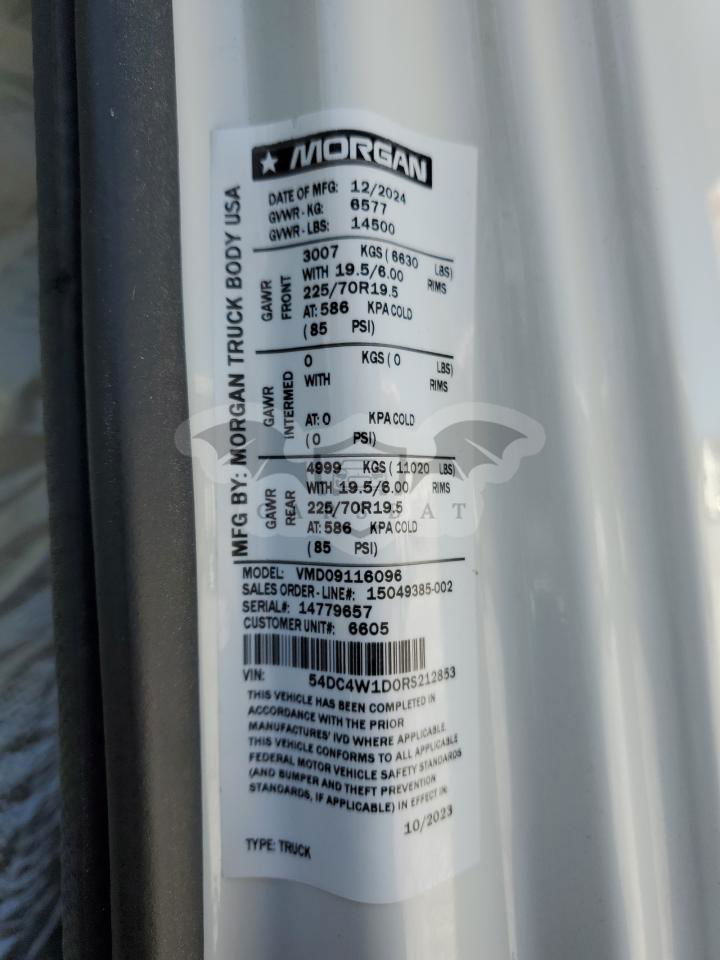 MORGAN
MFG BY: MORGAN TRUCK BODY USA
DATE OF MFG: 12/2024
GVWR - KG: 6577
GVWR - LBS: 14500
GAWR FRONT
3007 KGS ( 6630 LBS)
WITH 19.5/6.00 RIMS
225/70R19.5
AT: 586 KPA COLD
( 85 PSI)
GAWR INTERMED
0 KGS ( 0 LBS)
WITH RIMS
AT: 0 KPA COLD
( 0 PSI)
GAWR REAR
4999 KGS ( 11020 LBS)
WITH 19.5/6.00 RIMS
225/70R19.5
AT: 586 KPA COLD
( 85 PSI)
CARSDAT
MODEL: VMD09116096
SALES ORDER - LINE#: 15049385-002
SERIAL#: 14779657
CUSTOMER UNIT#: 6605
VIN: 54DC4W1D0RS212853
THIS VEHICLE HAS BEEN COMPLETED IN
ACCORDANCE WITH THE PRIOR
MANUFACTURES' IVD WHERE APPLICABLE
THIS VEHICLE CONFORMS TO ALL APPLICABLE
FEDERAL MOTOR VEHICLE SAFETY STANDARDS
(AND BUMPER AND THEFT PREVENTION
STANDARDS, IF APPLICABLE) IN EFFECT IN
10/2023
TYPE: TRUCK